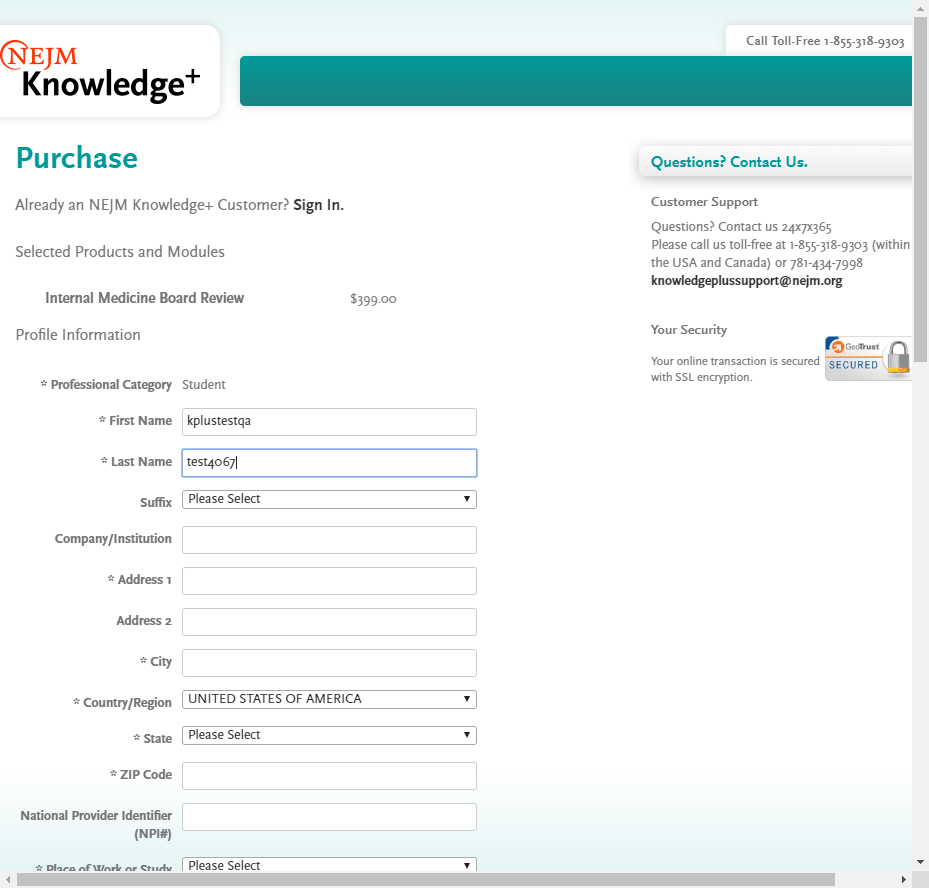 Call Toll-Free 1-855-318-9303
NEJM
Knowledge+
Purchase
Already an NEJM Knowledge+ Customer? Sign In.
Selected Products and Modules
Internal Medicine Board Review $399.00
Profile Information
* Professional Category Student
* First Name kplustestqa
* Last Name test4067
Suffix Please Select
Company/Institution
* Address 1
Address 2
* City
* Country/Region UNITED STATES OF AMERICA
* State Please Select
* ZIP Code
National Provider Identifier
(NPI#)
* Place of Work or Study Please Select
Questions? Contact Us.
Customer Support
Questions? Contact us 24x7x365
Please call us toll-free at 1-855-318-9303 (within
the USA and Canada) or 781-434-7998
knowledgeplussupport@nejm.org
Your Security
Your online transaction is secured
with SSL encryption.
GeoTrust
SECURED